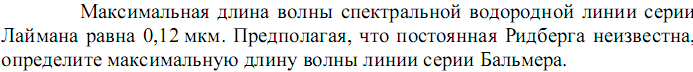 Максимальная длина волны спектральной водородной линии серии
Лаймана равна 0,12 мкм. Предполагая, что постоянная Ридберга неизвестна,
определите максимальную длину волны линии серии Бальмера.